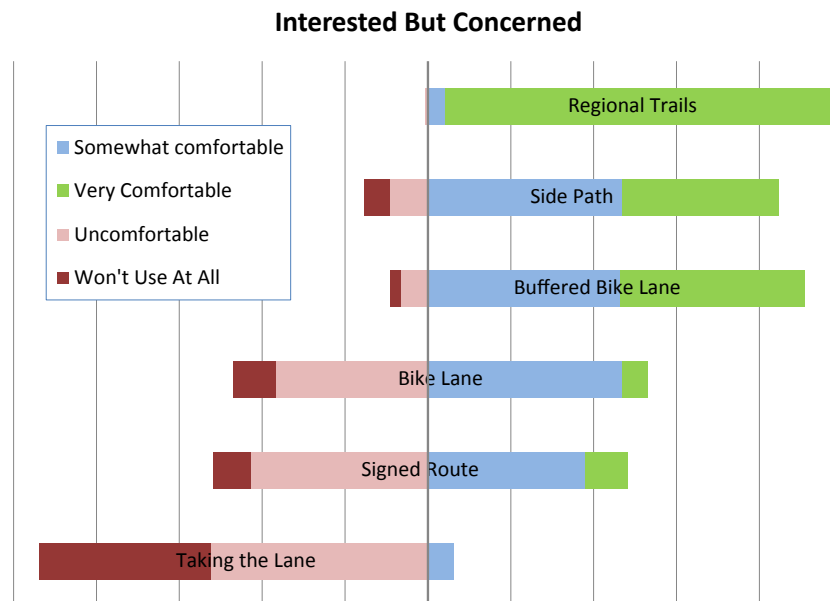 Interested But Concerned
Regional Trails
Somewhat comfortable
Very Comfortable
Uncomfortable
Won't Use At All
Side Path
Buffered Bike Lane
Bike Lane
Signed Route
Taking the Lane